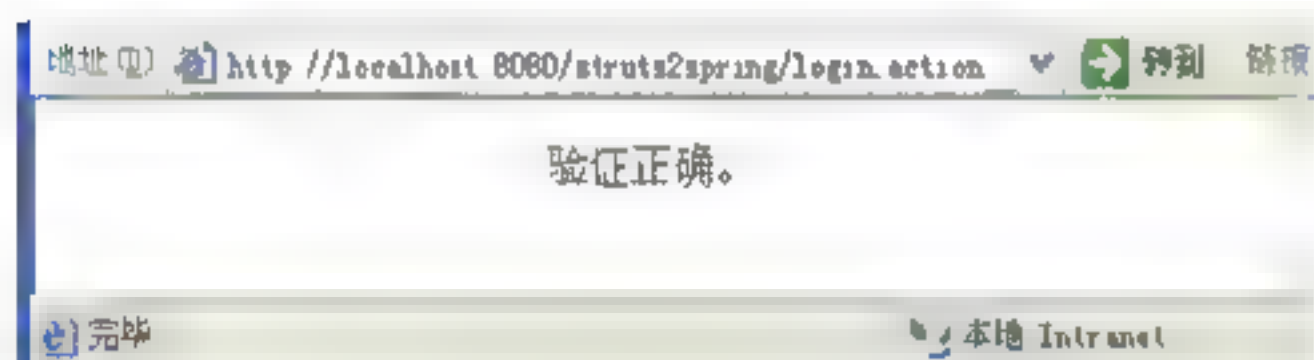 地址(D) http://localhost:8080/struts2spring/login.action 转到 链接
验证正确。
完毕 本地 Intranet